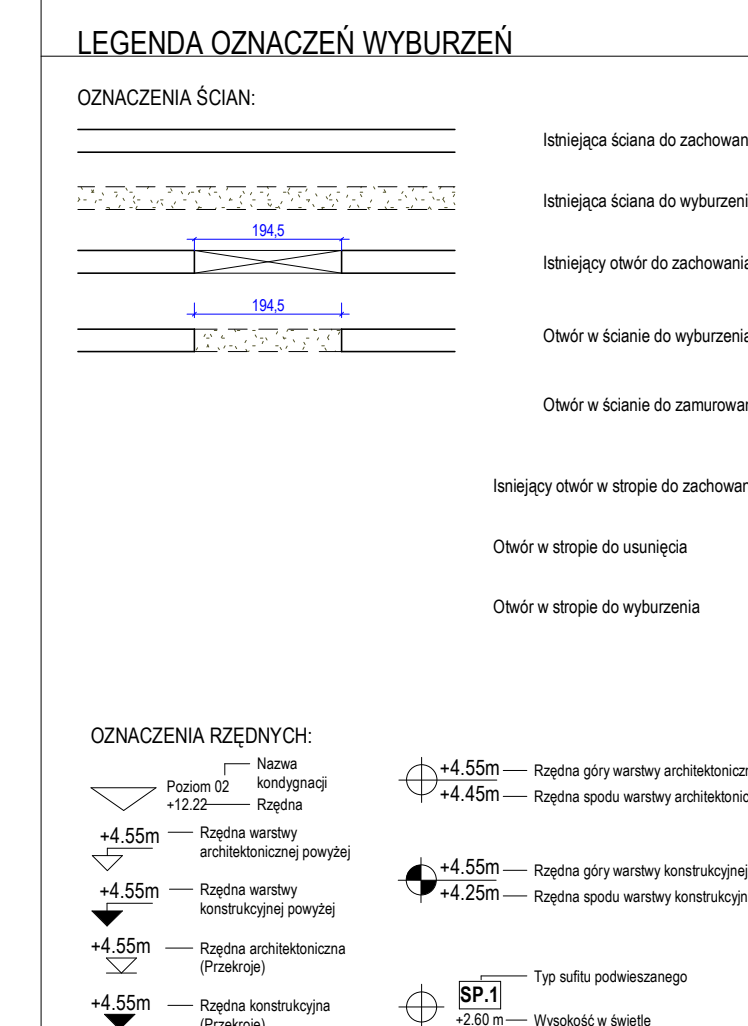 LEGENDA OZNACZEŃ WYBURZEŃ
OZNACZENIA ŚCIAN:
Istniejąca ściana do zachowan
Istniejąca ściana do wyburzeni
194,5
Istniejący otwór do zachowania
194,5
Otwór w ścianie do wyburzenia
Otwór w ścianie do zamurowan
Isniejący otwór w stropie do zachowan
Otwór w stropie do usunięcia
Otwór w stropie do wyburzenia
OZNACZENIA RZĘDNYCH:
Nazwa
kondygnacji
Poziom 02
+12.22
Rzędna
+4.55m
Rzędna warstwy
architektonicznej powyżej
+4.55m
Rzędna warstwy
konstrukcyjnej powyżej
+4.55m
Rzędna architektoniczna
(Przekroje)
+4.55m
Rzędna konstrukcyjna
(Przekroje)
+4.55m
Rzędna góry warstwy architektoniczn
+4.45m
Rzędna spodu warstwy architektonic
+4.55m
Rzędna góry warstwy konstrukcyjnej
+4.25m
Rzędna spodu warstwy konstrukcyjn
Typ sufitu podwieszanego
SP.1
+2.60 m
Wysokość w świetle